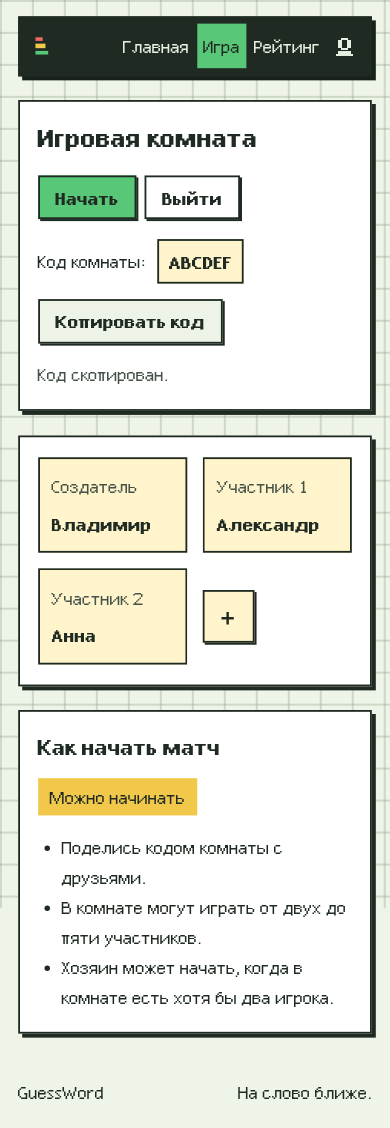 Главная Игра Рейтинг
Игровая комната
Начать Выйти
Код комнаты: ABCDEF
Копировать код
Код скопирован.
Создатель
Владимир
Участник 1
Александр
Участник 2
Анна
+
Как начать матч
Можно начинать
• Поделись кодом комнаты с
друзьями.
• В комнате могут играть от двух до
пяти участников.
• Хозяин может начать, когда в
комнате есть хотя бы два игрока.
GuessWord На слово ближе.